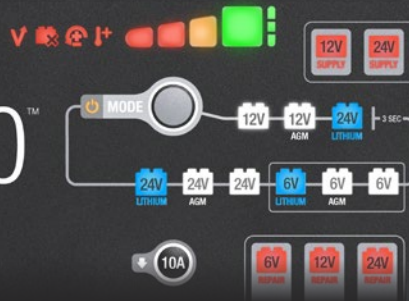 12V SUPPLY 24V SUPPLY
MODE
12V 12V AGM 24V LITHIUM 3 SEC
0™
24V LITHIUM 24V AGM 24V 6V LITHIUM 6V AGM 6V
10A
6V REPAIR 12V REPAIR 24V REPAIR